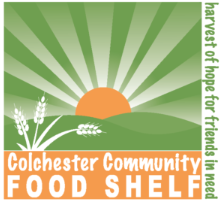 Colchester Community
FOOD SHELF
harvest of hope for friends in need